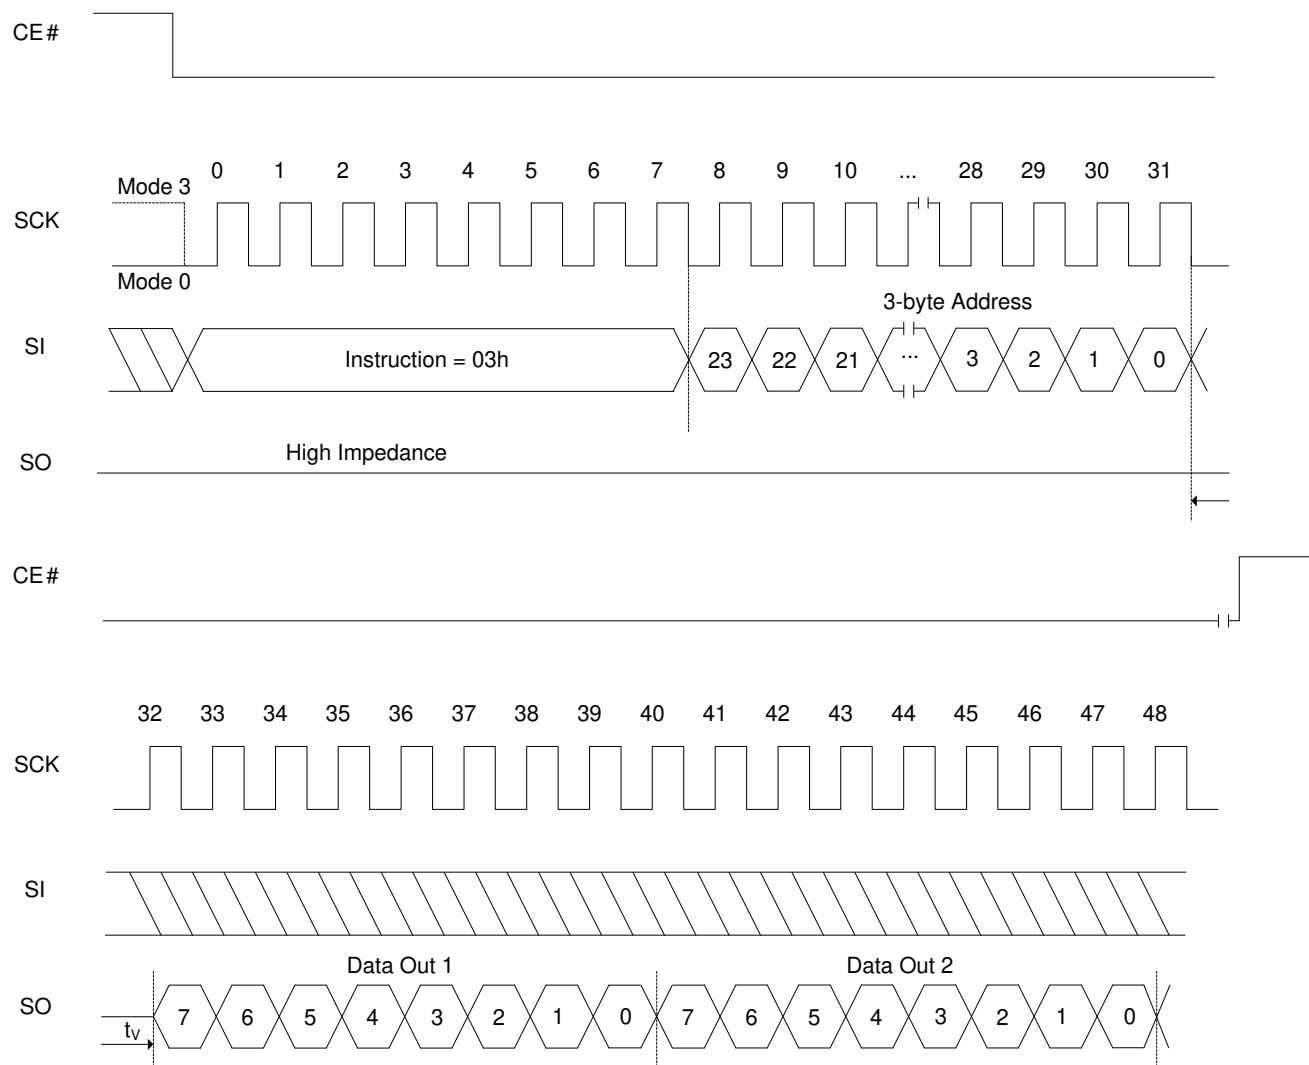 CE#
0 1 2 3 4 5 6 7 8 9 10 ... 28 29 30 31
Mode 3
SCK
Mode 0
3-byte Address
SI
Instruction = 03h 23 22 21 ... 3 2 1 0
High Impedance
SO
CE#
32 33 34 35 36 37 38 39 40 41 42 43 44 45 46 47 48
SCK
SI
Data Out 1 Data Out 2
SO
7 6 5 4 3 2 1 0 7 6 5 4 3 2 1 0
tV